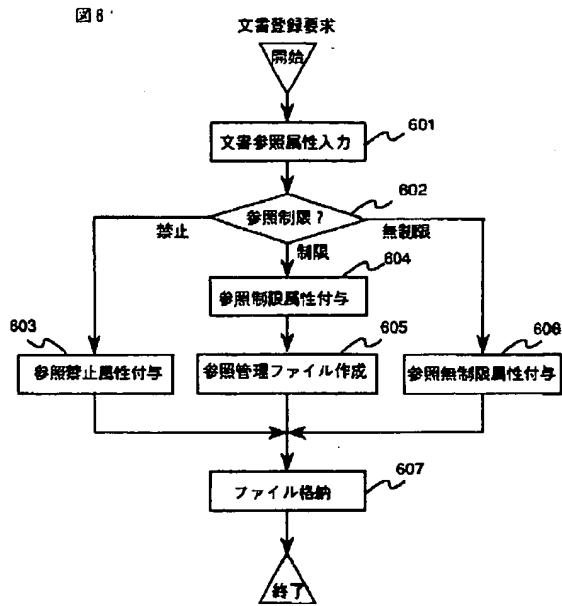 図6
文書登録要求
開始
文書参照属性入力
601
参照制限?
602
禁止
制限
無制限
参照制限属性付与
604
603
605
606
参照禁止属性付与
参照管理ファイル作成
参照無制限属性付与
ファイル格納
607
終了